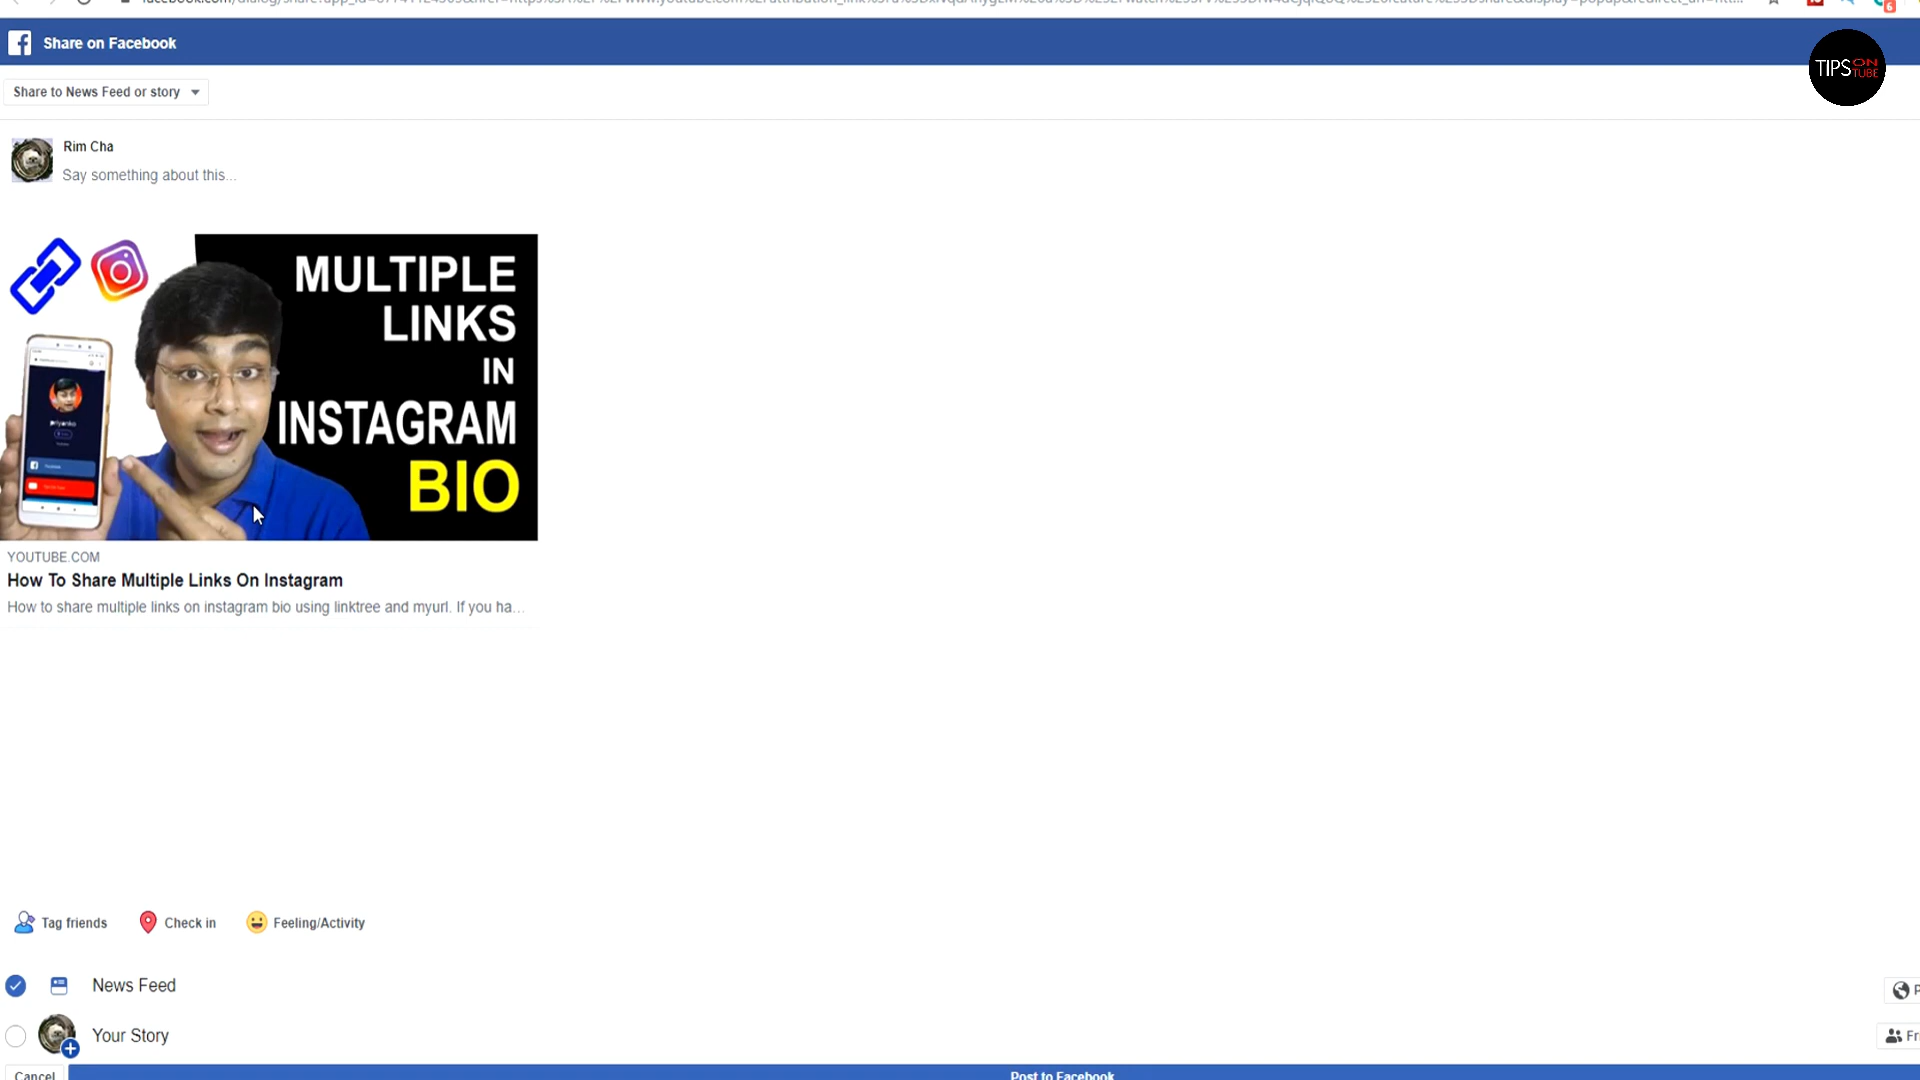 Share on Facebook
TIPS ON TUBE
6
Share to News Feed or story
Rim Cha
Say something about this...
MULTIPLE
LINKS
IN
INSTAGRAM
BIO
YOUTUBE.COM
How To Share Multiple Links On Instagram
How to share multiple links on instagram bio using linktree and myurl. If you ha...
Tag friends
Check in
Feeling/Activity
News Feed
Your Story
Fr
Cancel
Post to Facebook